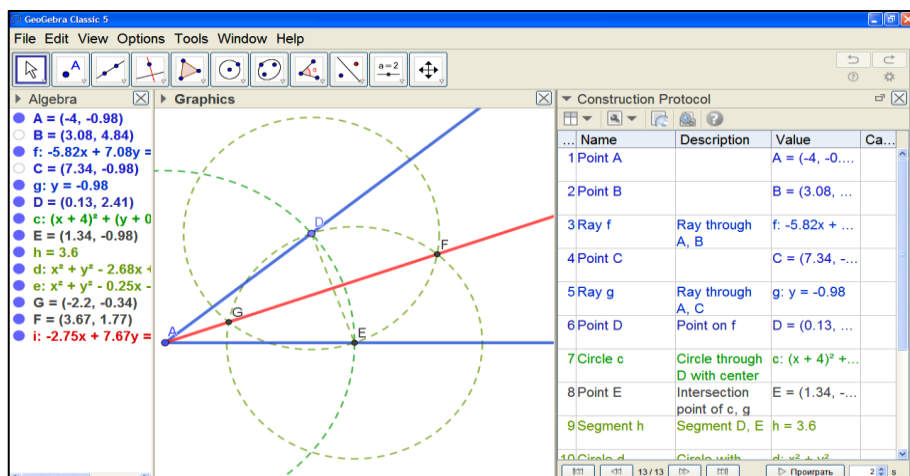 GeoGebra Classic 5
File Edit View Options Tools Window Help
A
a=2
Algebra
Graphics
Construction Protocol
A = (-4, -0.98)
B = (3.08, 4.84)
f: -5.82x + 7.08y =
C = (7.34, -0.98)
g: y = -0.98
D = (0.13, 2.41)
c: (x + 4)² + (y + 0
E = (1.34, -0.98)
h = 3.6
d: x² + y² - 2.68x +
e: x² + y² - 0.25x -
G = (-2.2, -0.34)
F = (3.67, 1.77)
i: -2.75x + 7.67y =
D
F
G
A
E
... Name Description Value Ca...
1 Point A A = (-4, -0....
2 Point B B = (3.08, ...
3 Ray f Ray through f: -5.82x + ...
A, B
4 Point C C = (7.34, -...
5 Ray g Ray through g: y = -0.98
A, C
6 Point D Point on f D = (0.13, ...
7 Circle c Circle through c: (x + 4)² +...
D with center
8 Point E Intersection E = (1.34, -...
point of c, g
9 Segment h Segment D, E h = 3.6
10 Circle d Circle with d: x² + y²
13 / 13 Проиграть 2 s